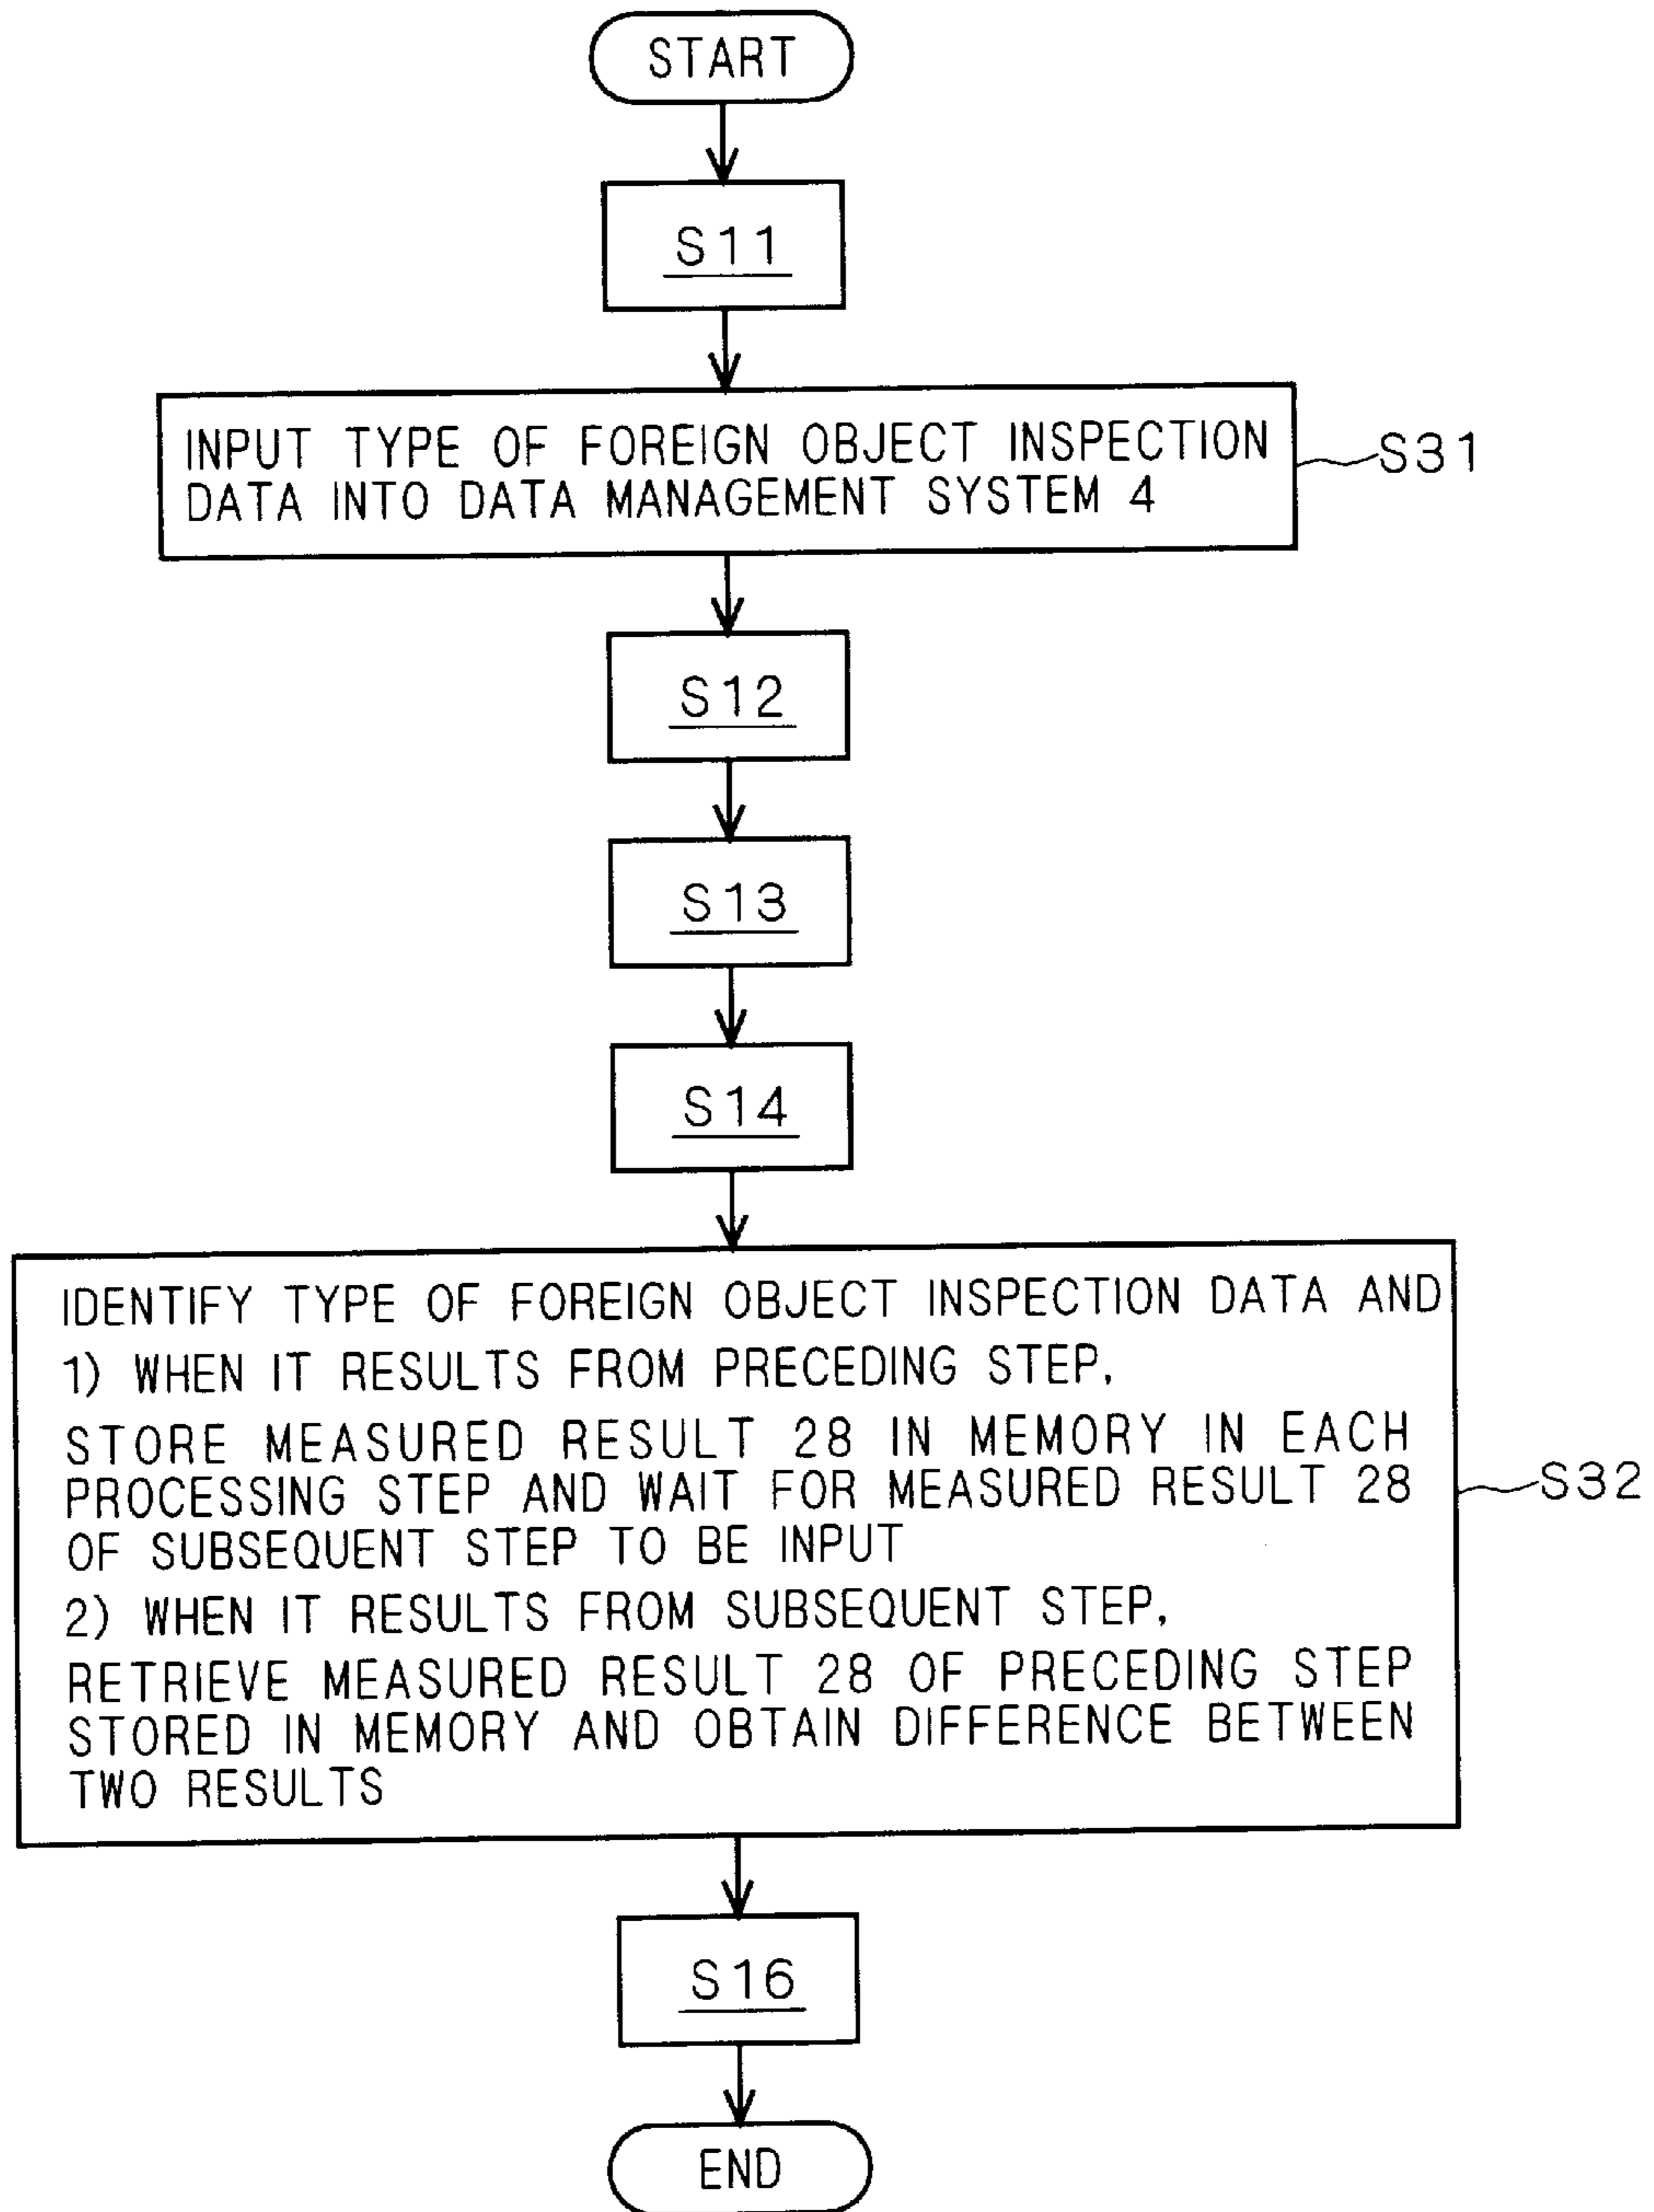 START
S11
INPUT TYPE OF FOREIGN OBJECT INSPECTION
DATA INTO DATA MANAGEMENT SYSTEM 4
S31
S12
S13
S14
IDENTIFY TYPE OF FOREIGN OBJECT INSPECTION DATA AND
1) WHEN IT RESULTS FROM PRECEDING STEP,
STORE MEASURED RESULT 28 IN MEMORY IN EACH
PROCESSING STEP AND WAIT FOR MEASURED RESULT 28
OF SUBSEQUENT STEP TO BE INPUT
2) WHEN IT RESULTS FROM SUBSEQUENT STEP,
RETRIEVE MEASURED RESULT 28 OF PRECEDING STEP
STORED IN MEMORY AND OBTAIN DIFFERENCE BETWEEN
TWO RESULTS
S32
S16
END